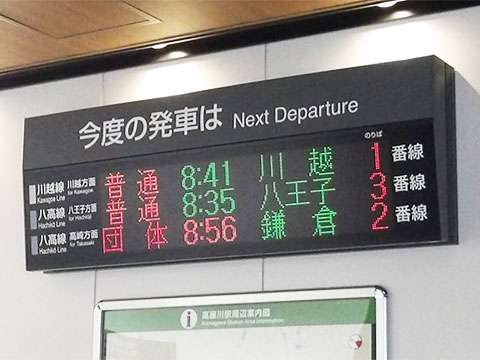 今度の発車は Next Departure
のりば
川越線 川越方面 普通 8:41 川越 1 番線
Kawagoe Line for Kawagoe
八高線 八王子方面 普通 8:35 八王子 3 番線
Hachikō Line for Hachioji
八高線 高崎方面 団体 8:56 鎌倉 2 番線
Hachikō Line for Takasaki
i 高麗川駅周辺案内図
Komagawa Station Area Information